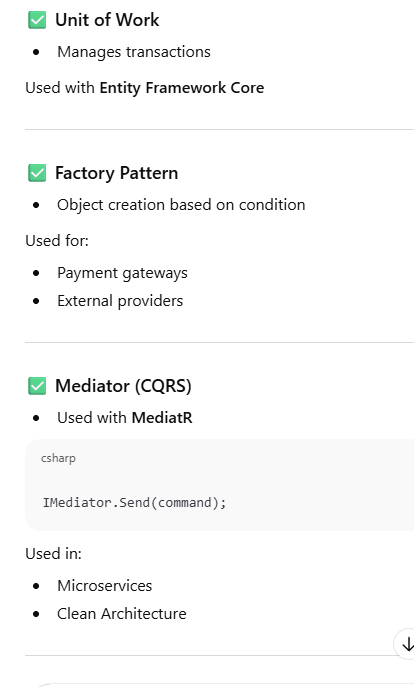 ✅ Unit of Work
• Manages transactions
Used with Entity Framework Core
✅ Factory Pattern
• Object creation based on condition
Used for:
• Payment gateways
• External providers
✅ Mediator (CQRS)
• Used with MediatR
csharp
IMediator.Send(command);
Used in:
• Microservices
• Clean Architecture